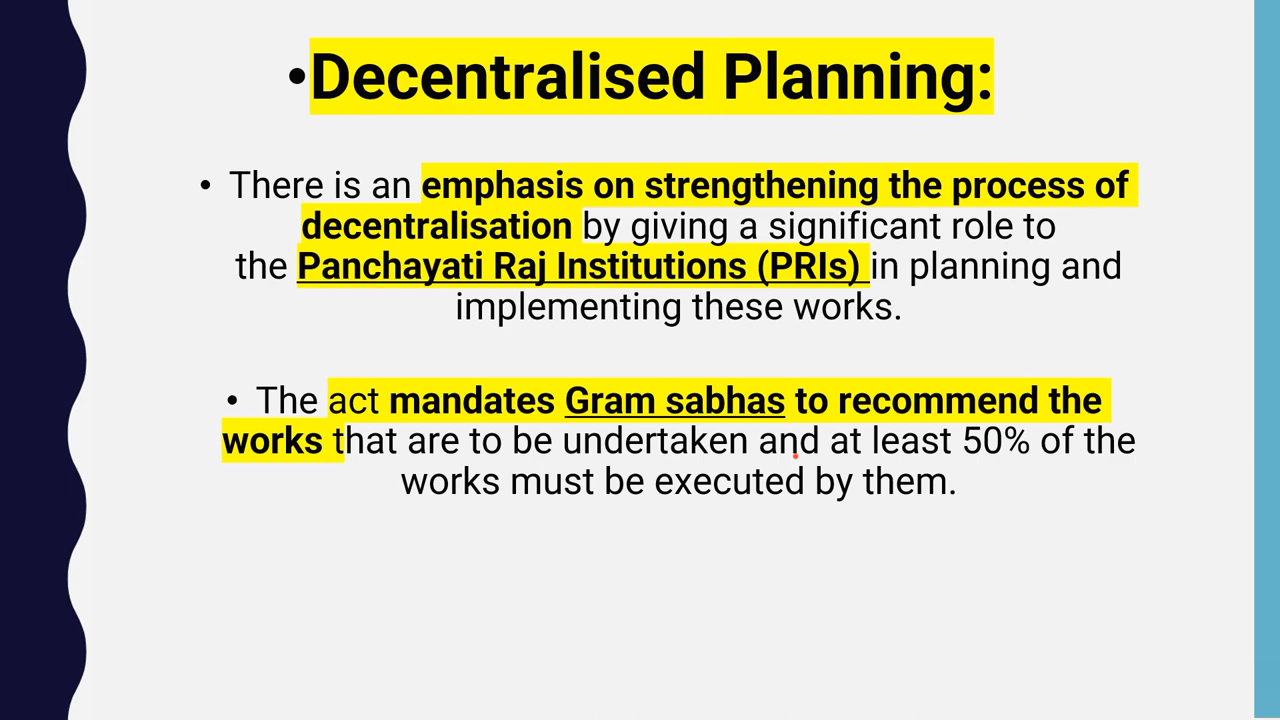 •Decentralised Planning:
• There is an emphasis on strengthening the process of
decentralisation by giving a significant role to
the Panchayati Raj Institutions (PRIs) in planning and
implementing these works.
• The act mandates Gram sabhas to recommend the
works that are to be undertaken and at least 50% of the
works must be executed by them.